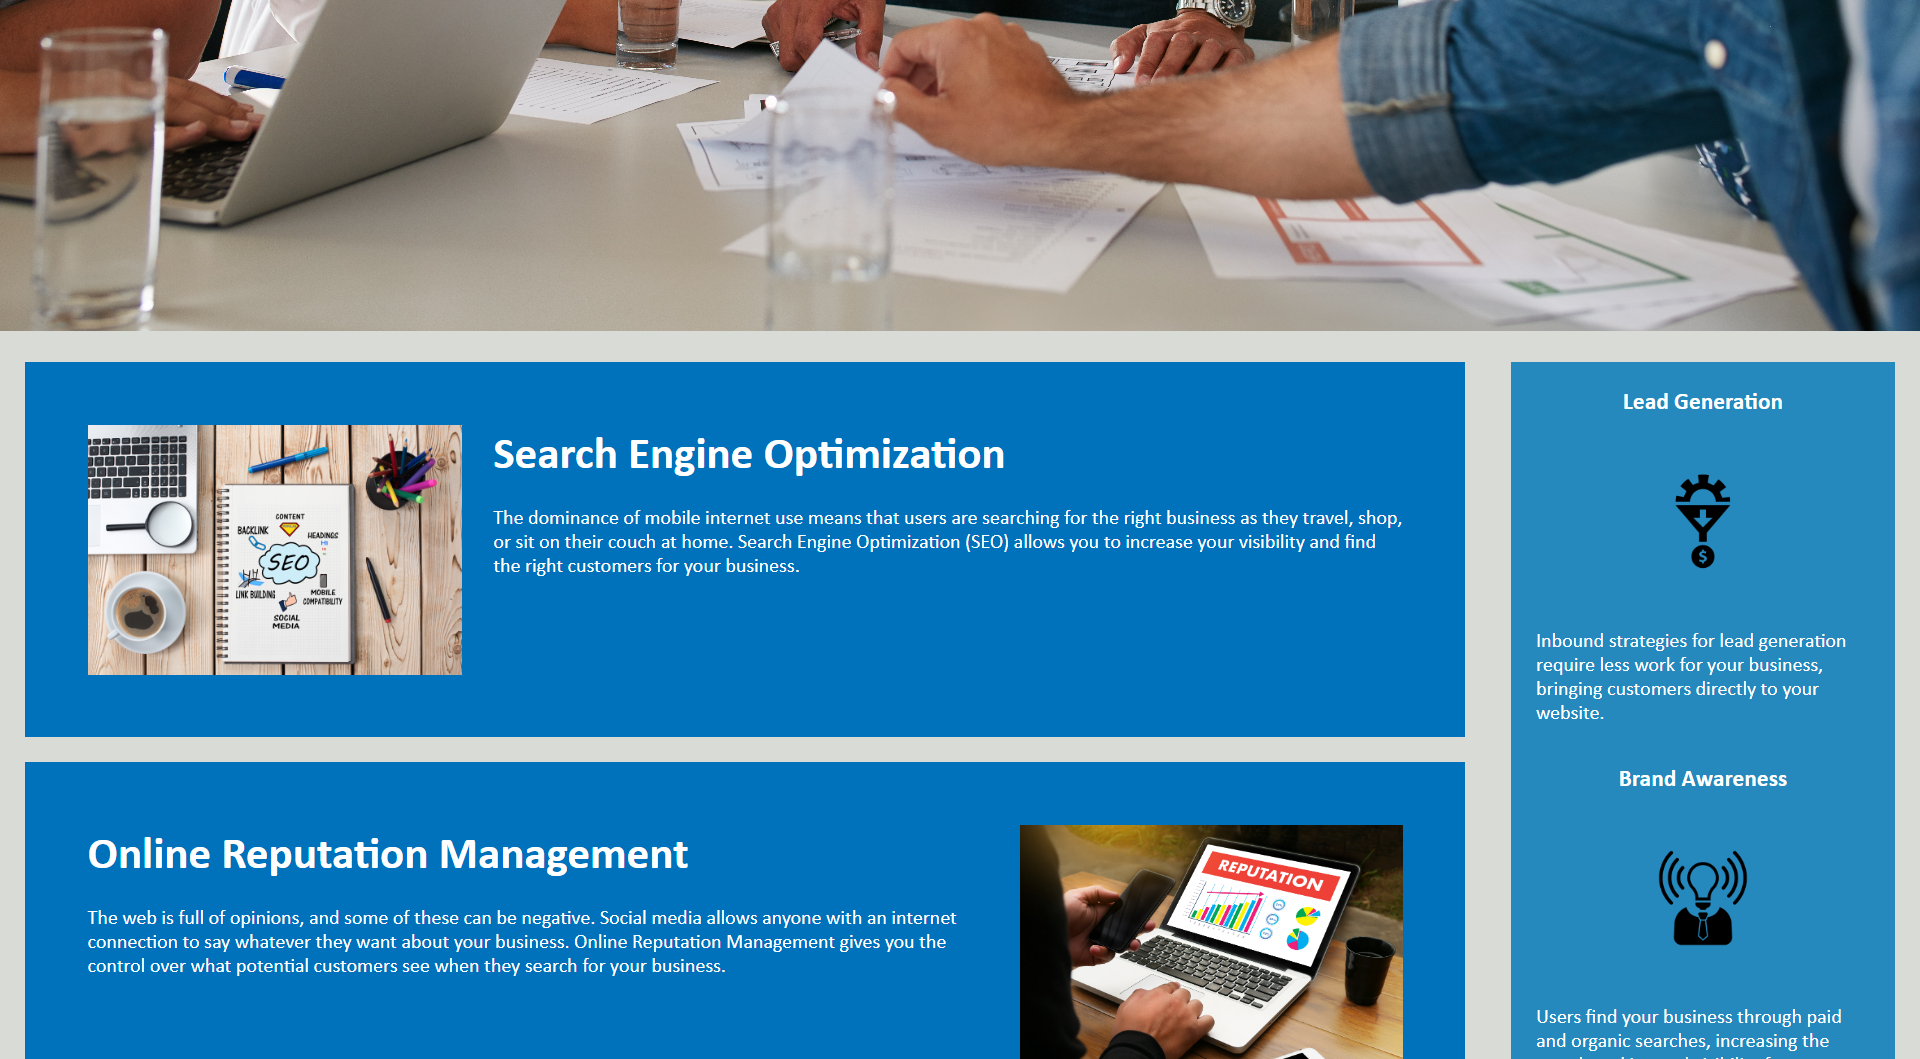 Search Engine Optimization
The dominance of mobile internet use means that users are searching for the right business as they travel, shop,
or sit on their couch at home. Search Engine Optimization (SEO) allows you to increase your visibility and find
the right customers for your business.
CONTENT
BACKLINK
HEADINGS
SEO
LINK BUILDING
MOBILE
COMPATIBILITY
SOCIAL
MEDIA
Online Reputation Management
The web is full of opinions, and some of these can be negative. Social media allows anyone with an internet
connection to say whatever they want about your business. Online Reputation Management gives you the
control over what potential customers see when they search for your business.
REPUTATION
Lead Generation
$
Inbound strategies for lead generation
require less work for your business,
bringing customers directly to your
website.
Brand Awareness
Users find your business through paid
and organic searches, increasing the